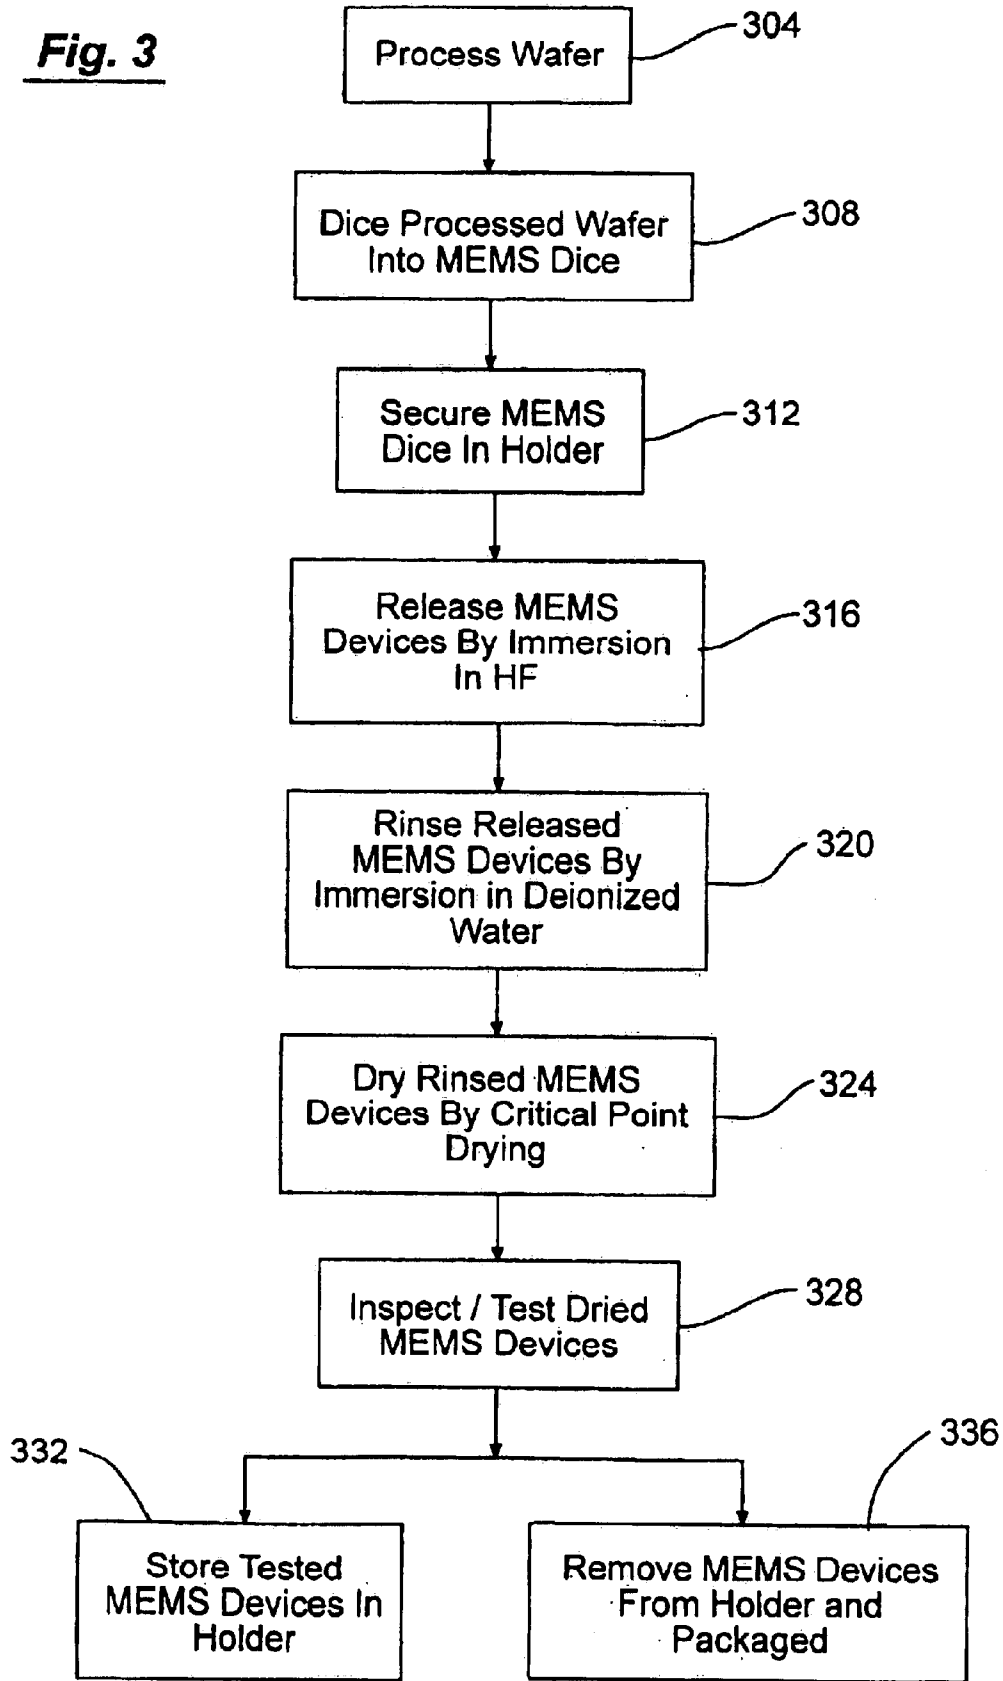 Fig. 3
Process Wafer
304
Dice Processed Wafer
Into MEMS Dice
308
Secure MEMS
Dice In Holder
312
Release MEMS
Devices By Immersion
In HF
316
Rinse Released
MEMS Devices By
Immersion in Deionized
Water
320
Dry Rinsed MEMS
Devices By Critical Point
Drying
324
Inspect / Test Dried
MEMS Devices
328
332
Store Tested
MEMS Devices In
Holder
336
Remove MEMS Devices
From Holder and
Packaged